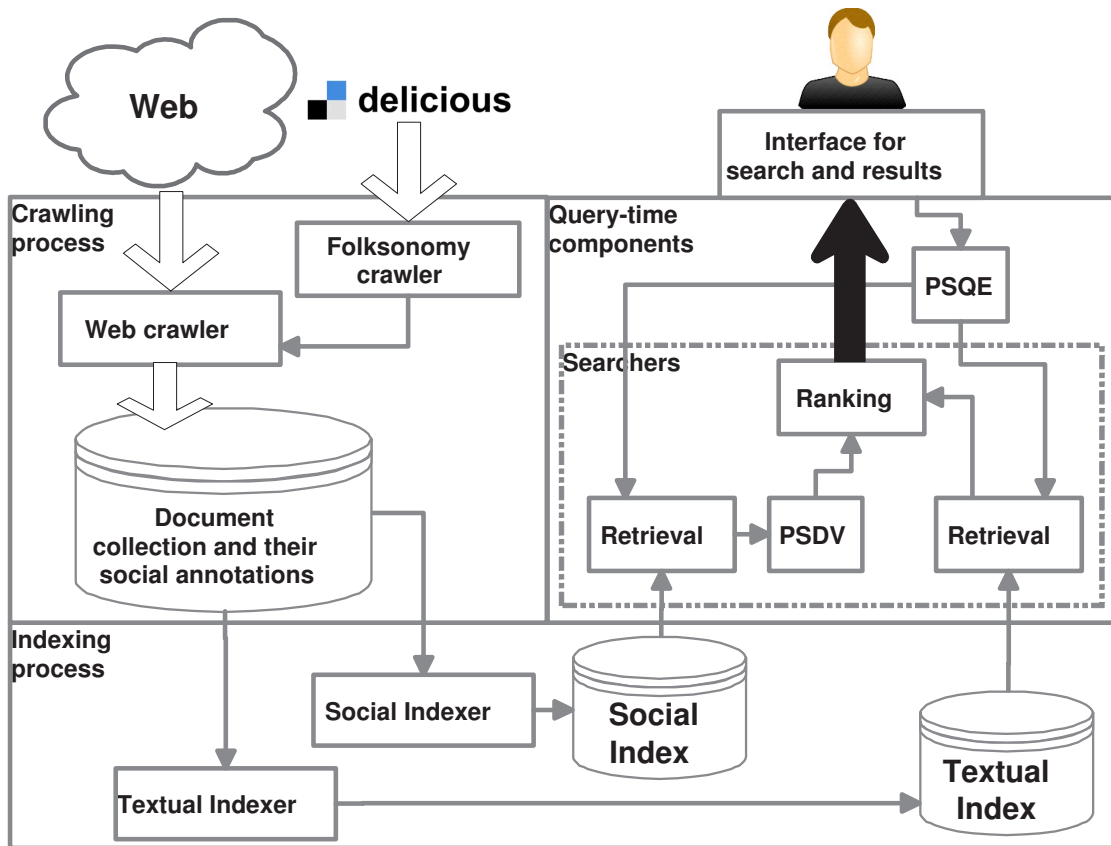 Web
delicious
Interface for
search and results
Crawling
process
Folksonomy
crawler
Web crawler
Document
collection and their
social annotations
Query-time
components
PSQE
Searchers
Ranking
Retrieval
PSDV
Retrieval
Indexing
process
Social Indexer
Social
Index
Textual Indexer
Textual
Index